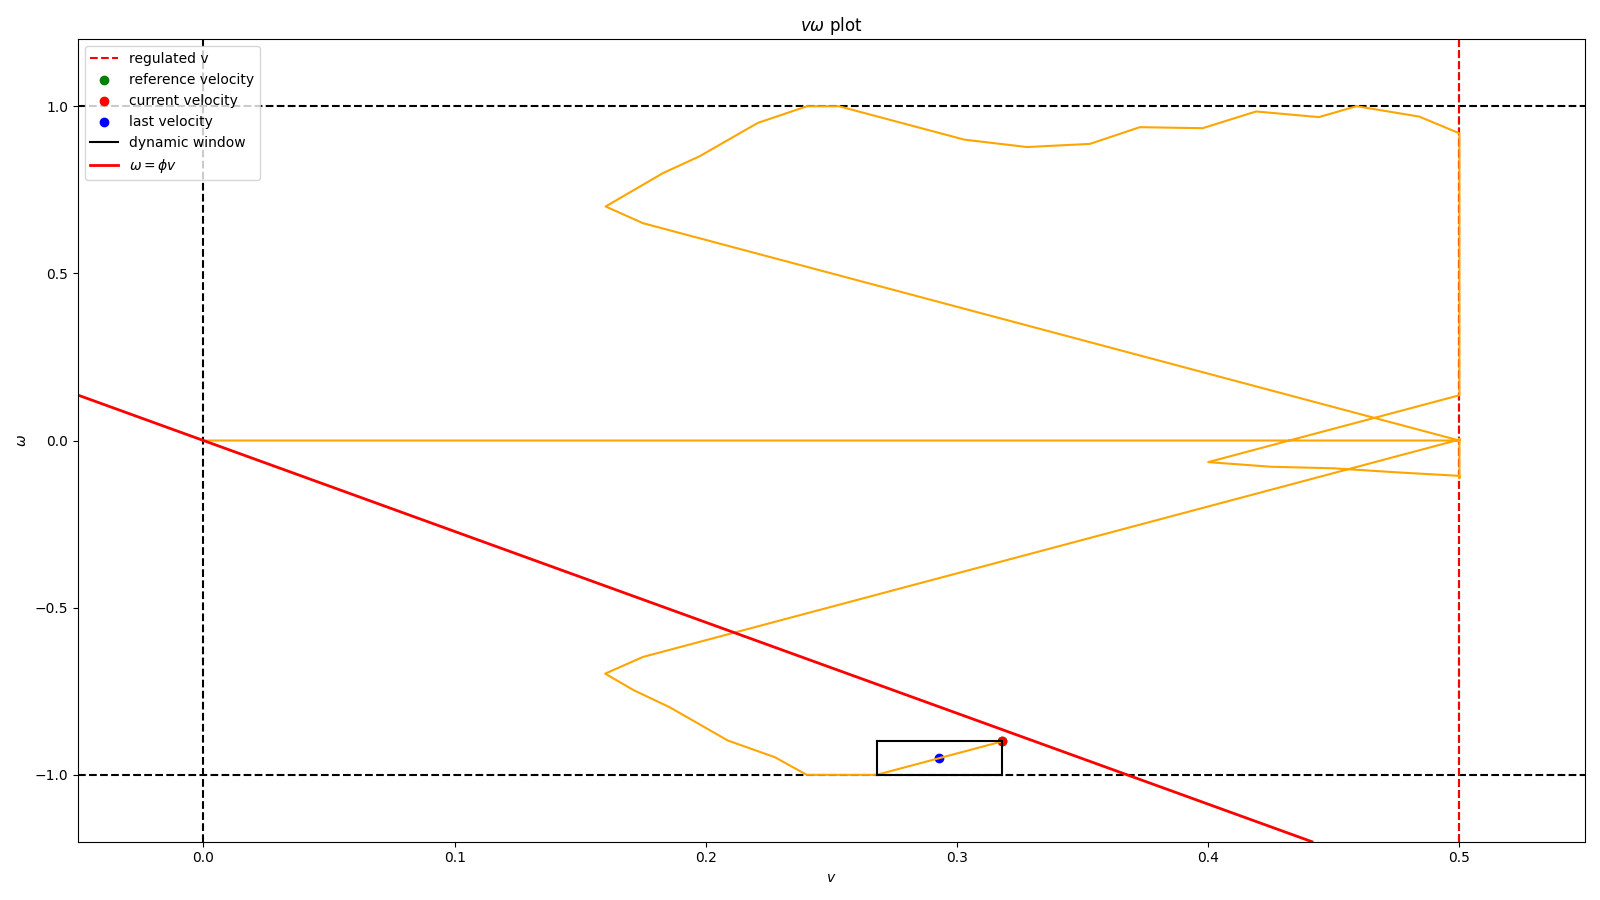 vω plot
regulated v
reference velocity
current velocity
last velocity
dynamic window
ω = ϕv
1.0
0.5
0.0
−0.5
−1.0
ω
0.0 0.1 0.2 0.3 0.4 0.5
v